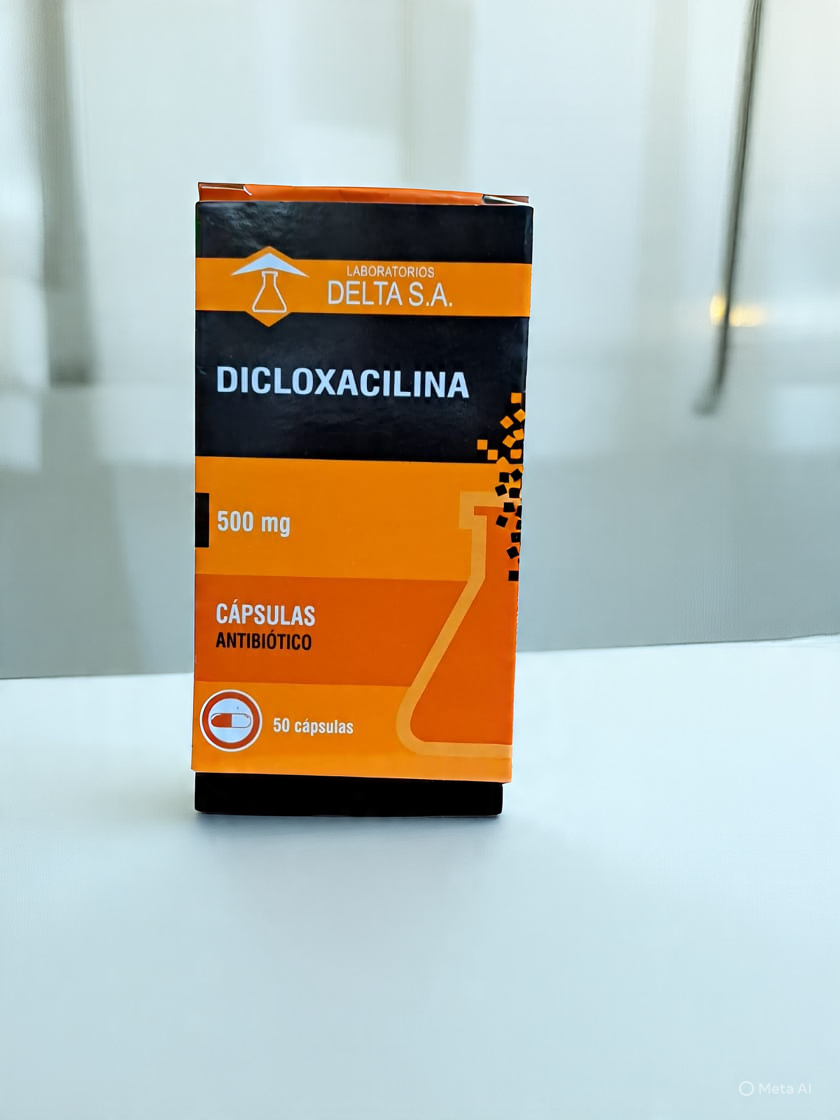 LABORATORIOS
DELTA S.A.
DICLOXACILINA
500 mg
CÁPSULAS
ANTIBIÓTICO
50 cápsulas
Meta AI